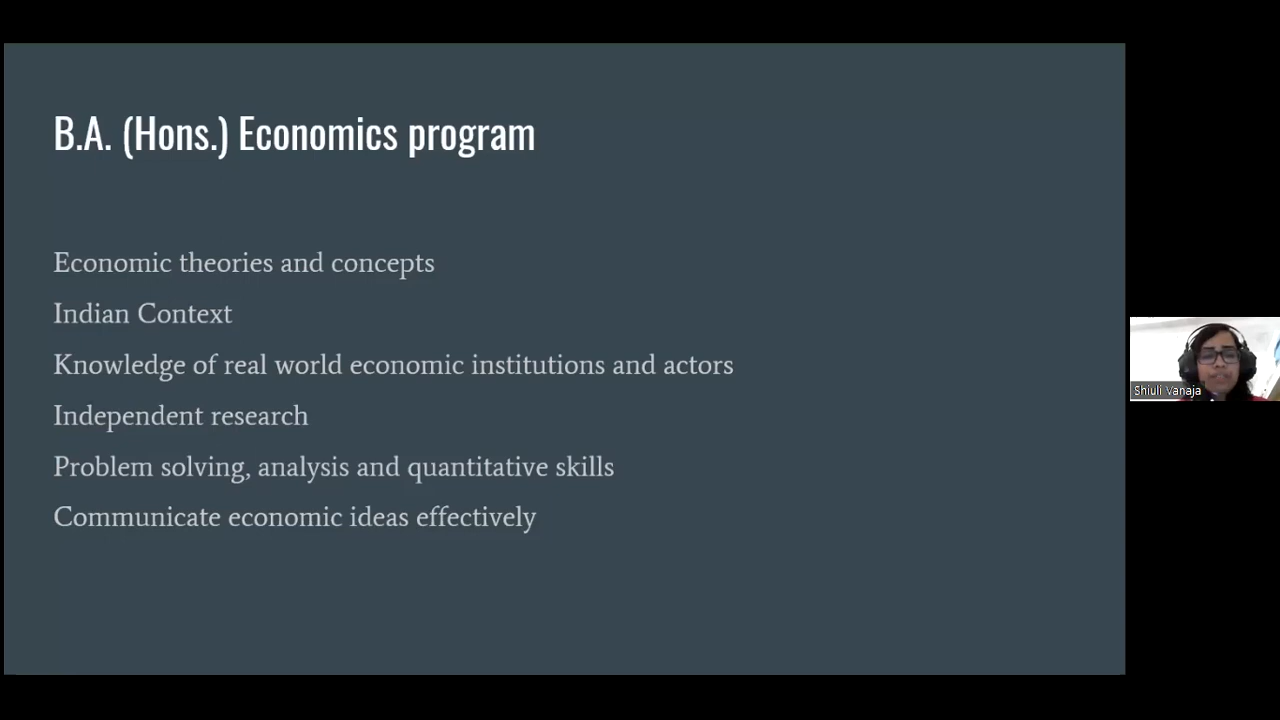 B.A. (Hons.) Economics program
Economic theories and concepts
Indian Context
Knowledge of real world economic institutions and actors
Independent research
Problem solving, analysis and quantitative skills
Communicate economic ideas effectively
Shiuli Vanaja